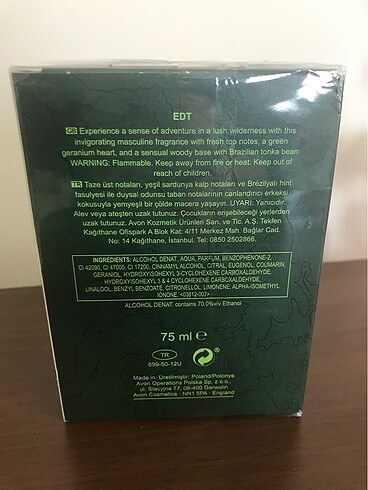 EDT
GB Experience a sense of adventure in a lush wilderness with this
invigorating masculine fragrance with fresh top notes, a green
geranium heart, and a sensual woody base with Brazilian tonka bean.
WARNING: Flammable. Keep away from fire or heat. Keep out of
reach of children.
TR Taze üst notaları, yeşil sardunya kalp notaları ve Brezilyalı hint
fasulyesi ile duysal odunsu taban notalarının canlandırıcı erkeksi
kokusuyla yemyeşil bir çölde macera yaşayın. UYARI: Yanıcıdır.
Alev veya ateşten uzak tutunuz. Çocukların erişebileceği yerlerden
uzak tutunuz. Avon Kozmetik Ürünleri San. ve Tic. A.Ş. Tekfen
Kağıthane Ofispark A Blok Kat: 4/11 Merkez Mah. Bağlar Cad.
No: 14 Kağıthane, İstanbul. Tel: 0850 2502866.
INGREDIENTS: ALCOHOL DENAT, AQUA, PARFUM, BENZOPHENONE-2,
CI 42090, CI 47005, CI 17200, CINNAMYL ALCOHOL, CITRAL, EUGENOL, COUMARIN,
GERANIOL, HYDROXYISOHEXYL 3-CYCLOHEXENE CARBOXALDEHYDE,
HYDROXYISOHEXYL 3 & 4 CYCLOHEXENE CARBOXALDEHYDE,
LINALOOL, BENZYL BENZOATE, CITRONELLOL, LIMONENE, ALPHA-ISOMETHYL
IONONE. <03812-007>
ALCOHOL DENAT. contains 70.0%v/v Ethanol
75 ml e
TR
699-50-12U
Made in: Üretilmiştir: Poland/Polonya
Avon Operations Polska Sp. z o.o.,
ul. Stacyjna 77, 08-400 Garwolin
Avon Cosmetics · NN1 5PA · England